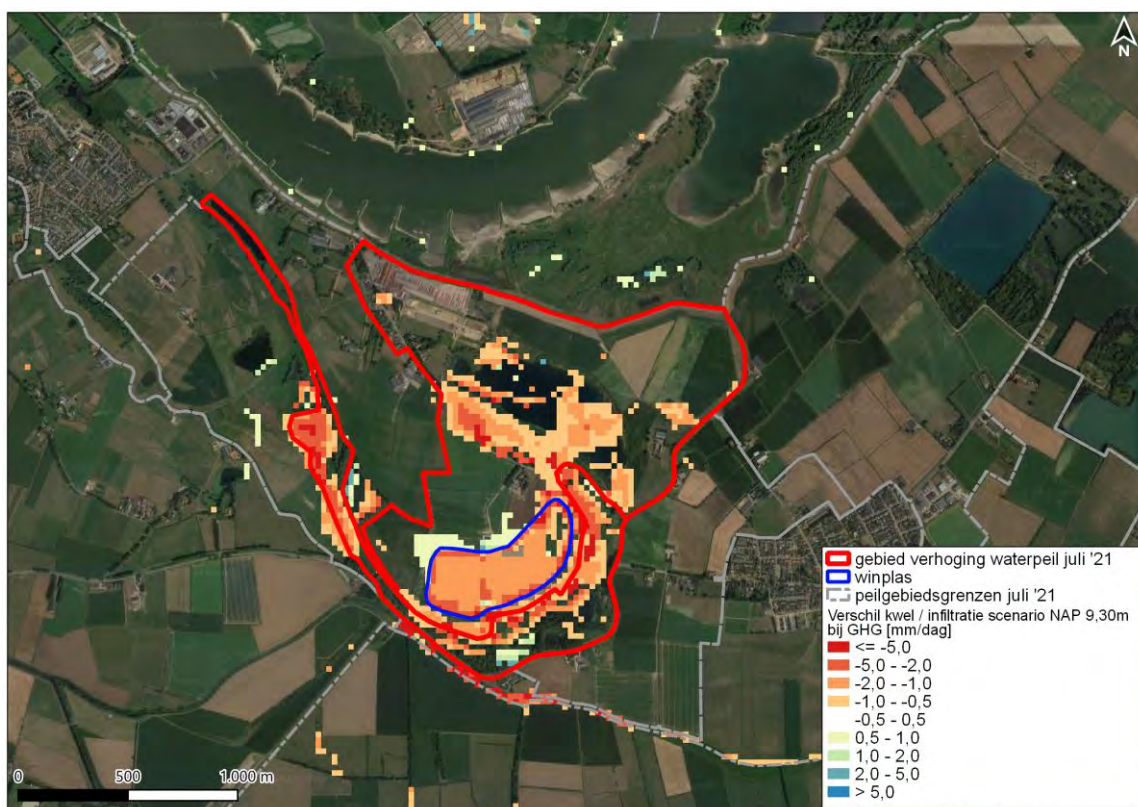 N
gebied verhoging waterpeil juli '21
winplas
peilgebiedsgrenzen juli '21
Verschil kwel / infiltratie scenario NAP 9,30m
bij GHG [mm/dag]
<= -5,0
-5,0 - -2,0
-2,0 - -1,0
-1,0 - -0,5
-0,5 - 0,5
0,5 - 1,0
1,0 - 2,0
2,0 - 5,0
> 5,0
0 500 1.000 m